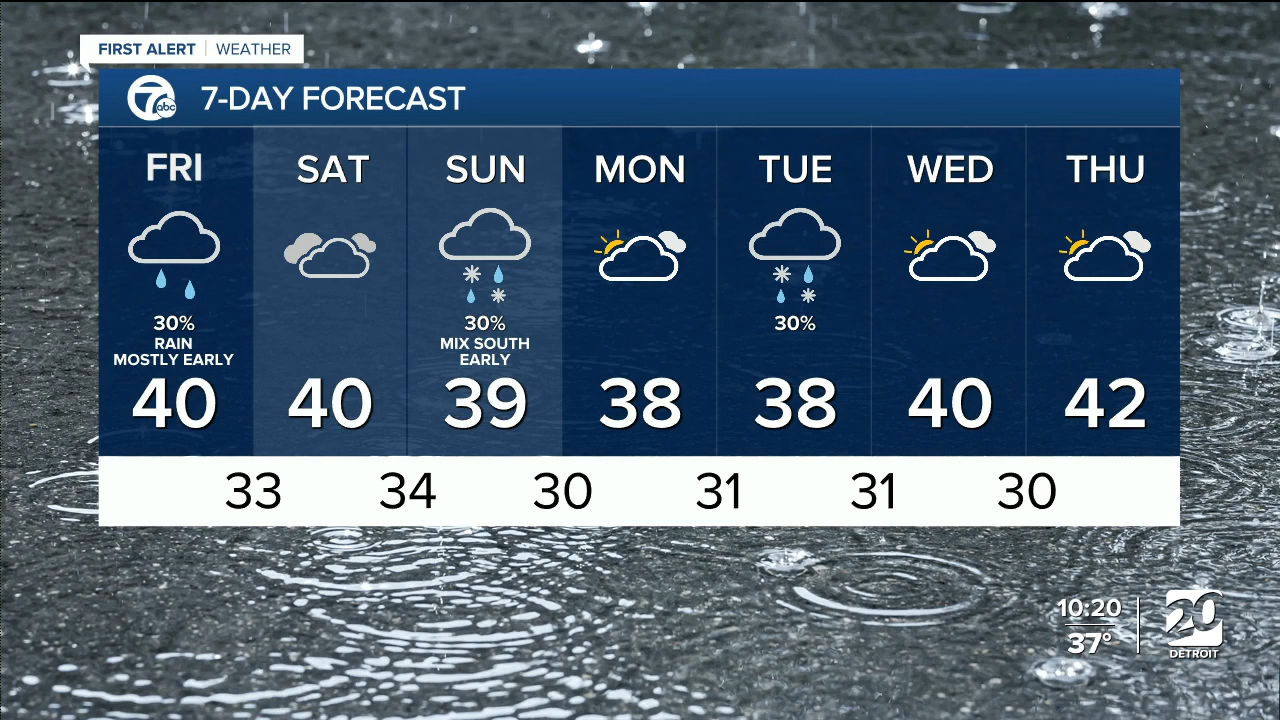 FIRST ALERT | WEATHER
7 abc 7-DAY FORECAST
FRI SAT SUN MON TUE WED THU
30% 30% 30%
RAIN MIX SOUTH
MOSTLY EARLY EARLY
40 40 39 38 38 40 42
33 34 30 31 31 30
10:20
37°
20
DETROIT